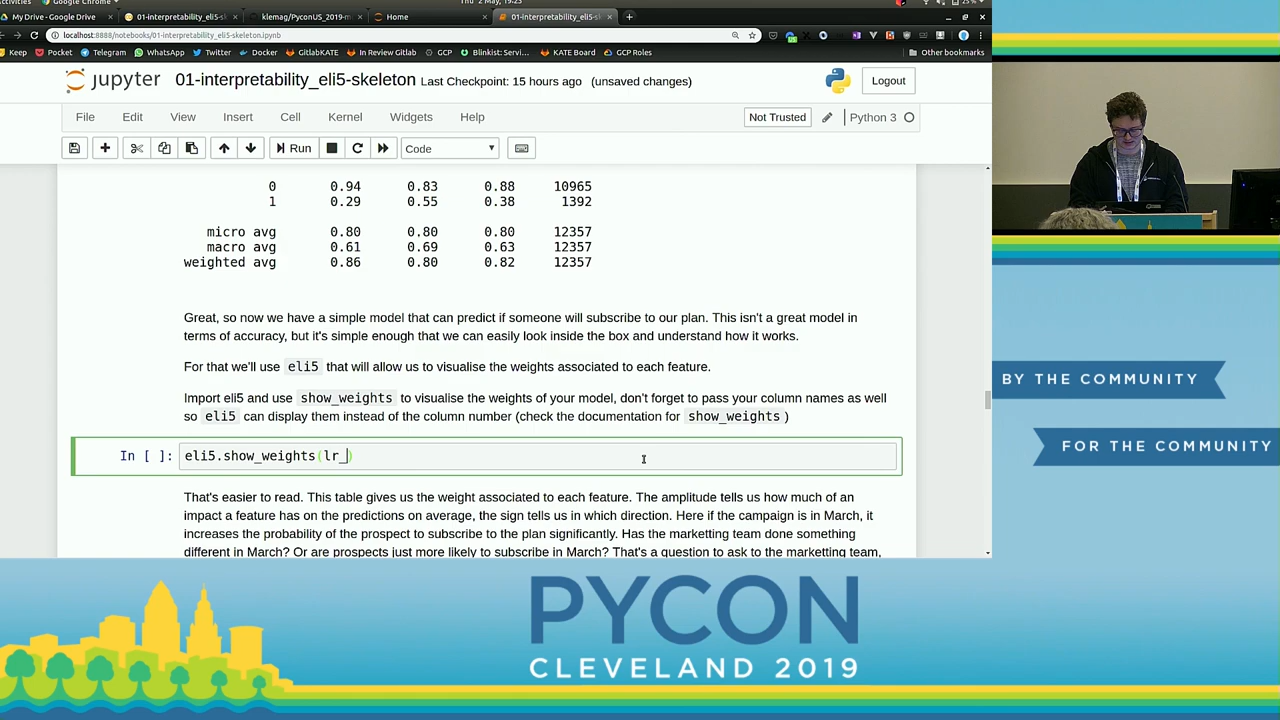 Activities
Google Chrome
Thu 2 May, 19:23
25 %
My Drive - Google Drive
01-interpretability_eli5
klemag/PyconUS_2019-m
Home
01-interpretability_eli5-s
localhost:8888/notebooks/01-interpretability_eli5-skeleton.ipynb
Keep Pocket Telegram WhatsApp Twitter Docker GitlabKATE In Review Gitlab GCP Blinkist: Servi... KATE Board GCP Roles Other bookmarks
jupyter 01-interpretability_eli5-skeleton Last Checkpoint: 15 hours ago (unsaved changes) Logout
File Edit View Insert Cell Kernel Widgets Help Not Trusted Python 3
Run Code
0 0.94 0.83 0.88 10965
1 0.29 0.55 0.38 1392
micro avg 0.80 0.80 0.80 12357
macro avg 0.61 0.69 0.63 12357
weighted avg 0.86 0.80 0.82 12357
Great, so now we have a simple model that can predict if someone will subscribe to our plan. This isn't a great model in
terms of accuracy, but it's simple enough that we can easily look inside the box and understand how it works.
For that we'll use eli5 that will allow us to visualise the weights associated to each feature.
Import eli5 and use show_weights to visualise the weights of your model, don't forget to pass your column names as well
so eli5 can display them instead of the column number (check the documentation for show_weights )
In [ ]: eli5.show_weights(lr_)
That's easier to read. This table gives us the weight associated to each feature. The amplitude tells us how much of an
impact a feature has on the predictions on average, the sign tells us in which direction. Here if the campaign is in March, it
increases the probability of the prospect to subscribe to the plan significantly. Has the marketting team done something
different in March? Or are prospects just more likely to subscribe in March? That's a question to ask to the marketting team,
BY THE COMMUNITY
FOR THE COMMUNITY
PYCON
CLEVELAND 2019